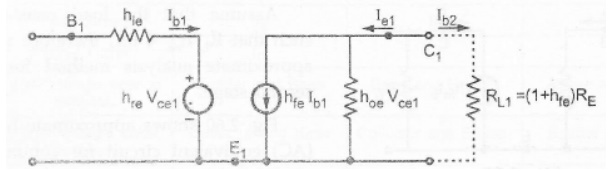 B1
hie
Ib1
Ie1
Ib2
C1
+
hre Vce1
−
hfe Ib1
hoe Vce1
RL1 =(1+hfe)RE
E1